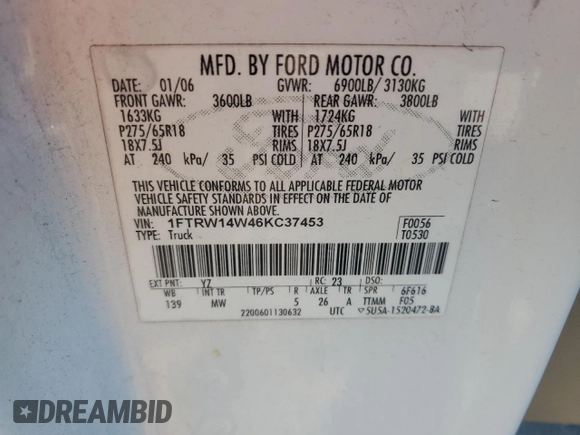 MFD. BY FORD MOTOR CO.
DATE: 01/06 GVWR: 6900LB/ 3130KG
FRONT GAWR: 3600LB REAR GAWR: 3800LB
1633KG WITH 1724KG WITH
P275/65R18 TIRES P275/65R18 TIRES
18X7.5J RIMS 18X7.5J RIMS
AT 240 kPa/ 35 PSI COLD AT 240 kPa/ 35 PSI COLD
THIS VEHICLE CONFORMS TO ALL APPLICABLE FEDERAL MOTOR
VEHICLE SAFETY STANDARDS IN EFFECT ON THE DATE OF
MANUFACTURE SHOWN ABOVE.
VIN: 1FTRW14W46KC37453 F0056
TYPE: Truck T0530
EXT PNT: YZ RC: 23 DSO:
WB INT TR TP/PS R AXLE TR SPR 6F616
139 MW 5 26 A TTMM F05
2200601130632 UTC 5U5A-1520472-BA
DREAMBID